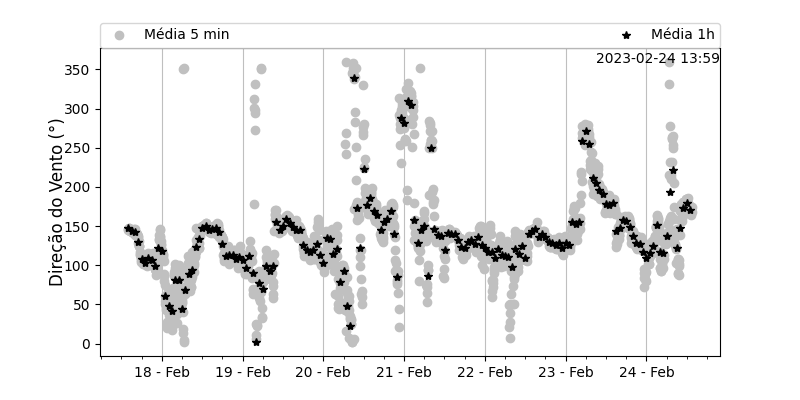 Média 5 min
Média 1h
2023-02-24 13:59
350
300
250
200
150
100
50
0
Direção do Vento (°)
18 - Feb
19 - Feb
20 - Feb
21 - Feb
22 - Feb
23 - Feb
24 - Feb